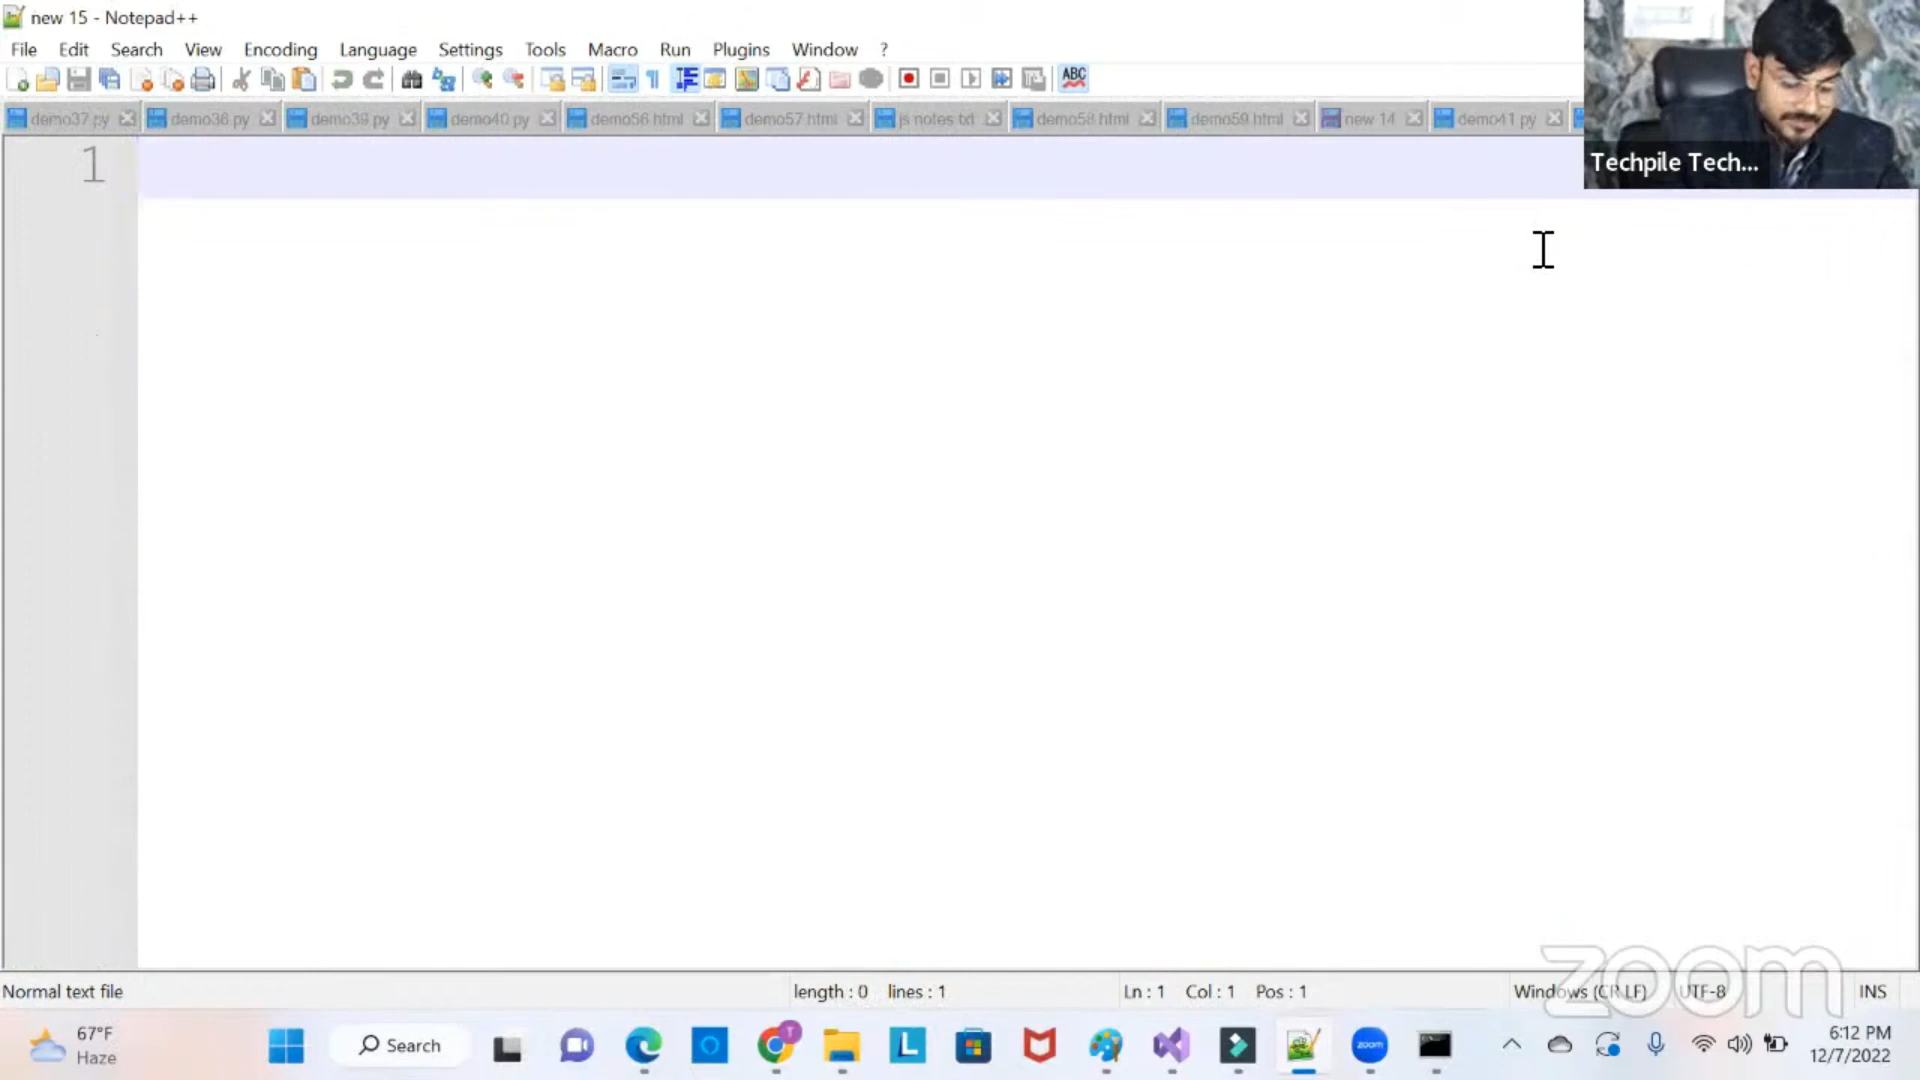 new 15 - Notepad++
File Edit Search View Encoding Language Settings Tools Macro Run Plugins Window ?
ABC
demo37.py demo38.py demo39.py demo40.py demo56.html demo57.html js notes.txt demo58.html demo59.html new 14 demo41.py
Techpile Tech...
1
zoom
Normal text file length : 0 lines : 1 Ln : 1 Col : 1 Pos : 1 Windows (CR LF) UTF-8 INS
67°F
Haze
Search
T
L
zoom
6:12 PM
12/7/2022